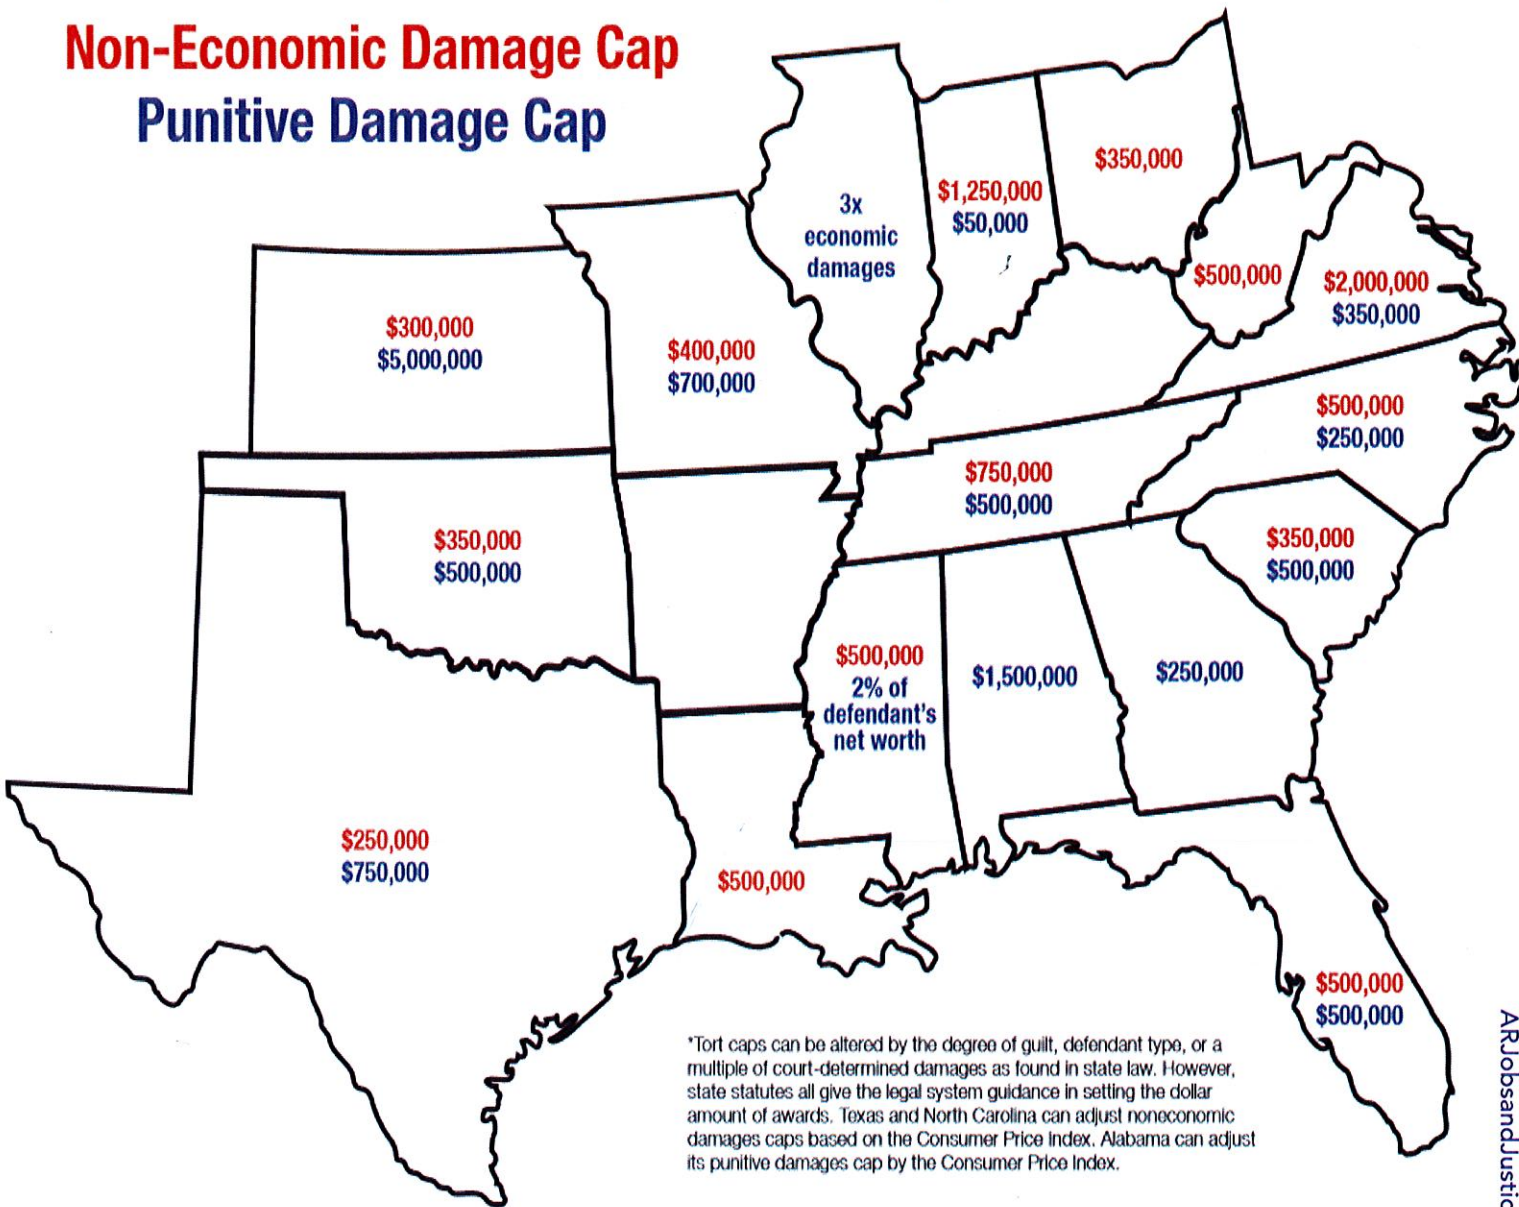 Non-Economic Damage Cap
Punitive Damage Cap
$350,000
3x
economic
damages
$1,250,000
$50,000
$500,000
$2,000,000
$350,000
$300,000
$5,000,000
$400,000
$700,000
$500,000
$250,000
$750,000
$500,000
$350,000
$500,000
$350,000
$500,000
$500,000
2% of
defendant's
net worth
$1,500,000
$250,000
$250,000
$750,000
$500,000
$500,000
$500,000
*Tort caps can be altered by the degree of guilt, defendant type, or a
multiple of court-determined damages as found in state law. However,
state statutes all give the legal system guidance in setting the dollar
amount of awards. Texas and North Carolina can adjust noneconomic
damages caps based on the Consumer Price Index. Alabama can adjust
its punitive damages cap by the Consumer Price Index.
ARJobsandJustic